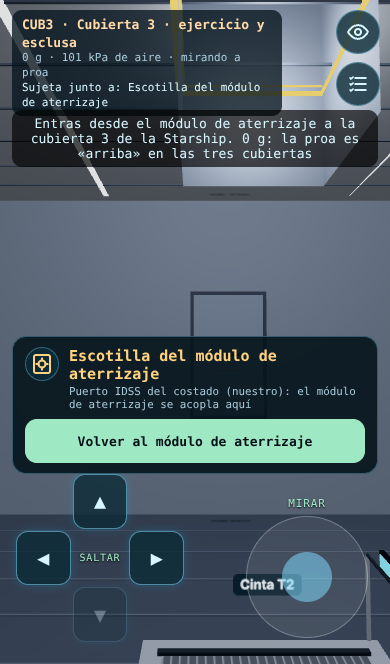 CUB3 · Cubierta 3 · ejercicio y
esclusa
0 g · 101 kPa de aire · mirando a
proa
Sujeta junto a: Escotilla del módulo
de aterrizaje
Entras desde el módulo de aterrizaje a la
cubierta 3 de la Starship. 0 g: la proa es
«arriba» en las tres cubiertas
Escotilla del módulo de
aterrizaje
Puerto IDSS del costado (nuestro): el módulo
de aterrizaje se acopla aquí
Volver al módulo de aterrizaje
MIRAR
SALTAR
Cinta T2